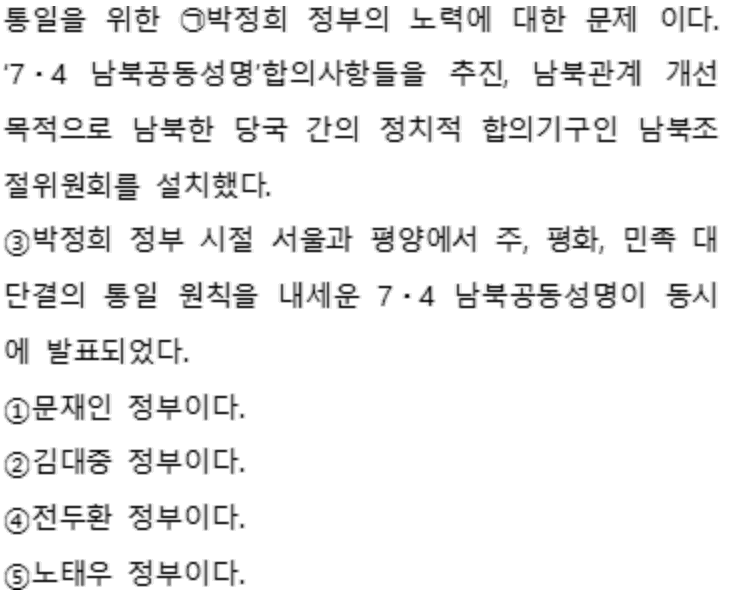 통일을 위한 ㉠박정희 정부의 노력에 대한 문제 이다.
'7·4 남북공동성명'합의사항들을 추진, 남북관계 개선
목적으로 남북한 당국 간의 정치적 합의기구인 남북조
절위원회를 설치했다.
③박정희 정부 시절 서울과 평양에서 주, 평화, 민족 대
단결의 통일 원칙을 내세운 7·4 남북공동성명이 동시
에 발표되었다.
①문재인 정부이다.
②김대중 정부이다.
④전두환 정부이다.
⑤노태우 정부이다.